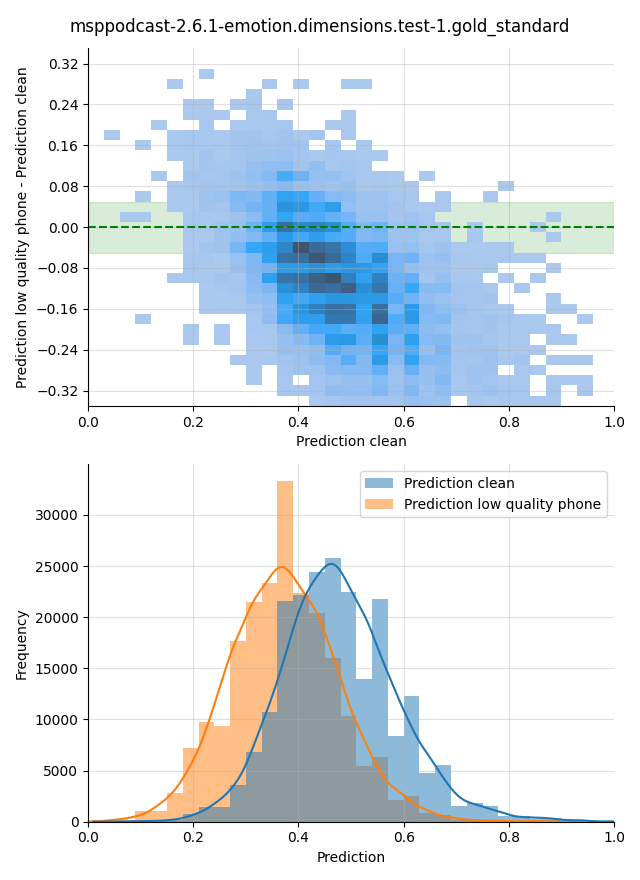 msppodcast-2.6.1-emotion.dimensions.test-1.gold_standard
Prediction low quality phone - Prediction clean
0.32
0.24
0.16
0.08
0.00
−0.08
−0.16
−0.24
−0.32
0.0 0.2 0.4 0.6 0.8 1.0
Prediction clean
Prediction clean
Prediction low quality phone
Frequency
30000
25000
20000
15000
10000
5000
0
0.0 0.2 0.4 0.6 0.8 1.0
Prediction